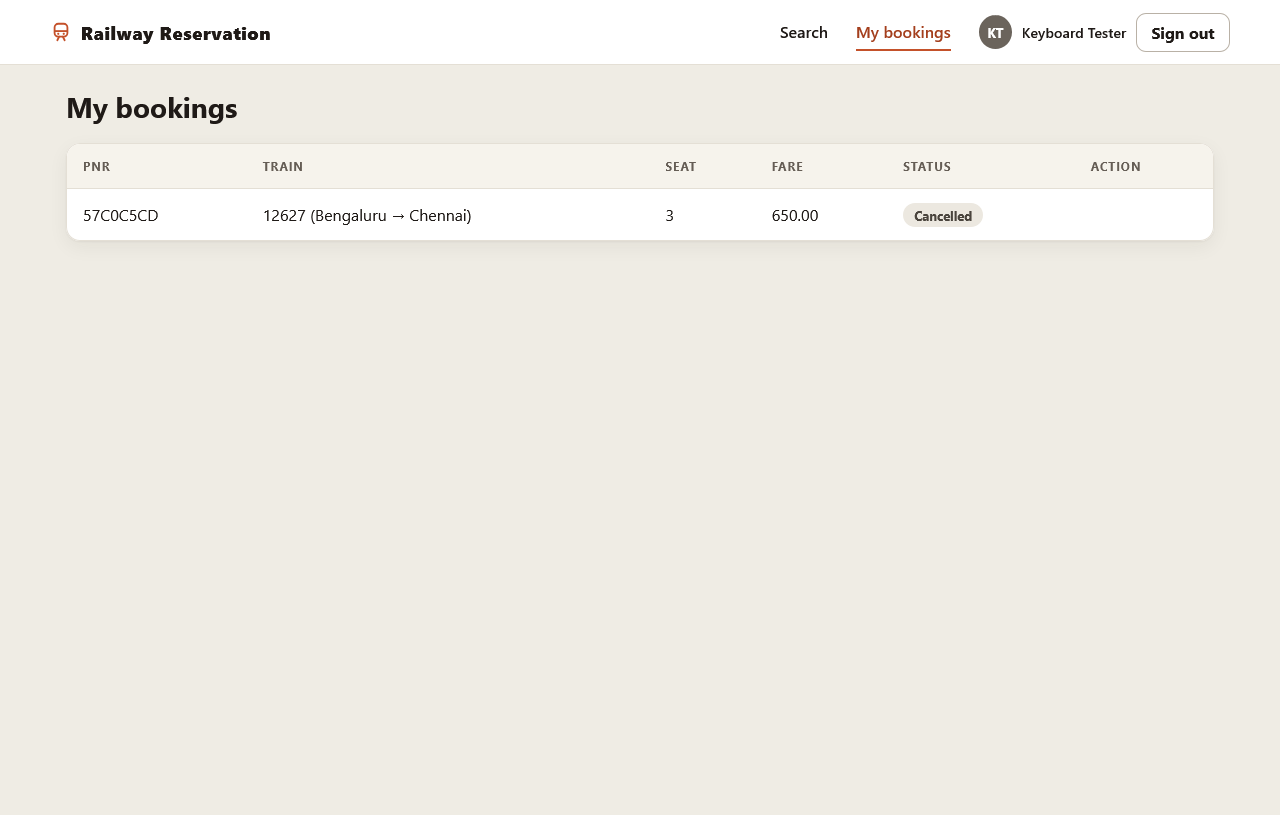 Railway Reservation Search My bookings KT Keyboard Tester Sign out
My bookings
PNR TRAIN SEAT FARE STATUS ACTION
57C0C5CD 12627 (Bengaluru → Chennai) 3 650.00 Cancelled